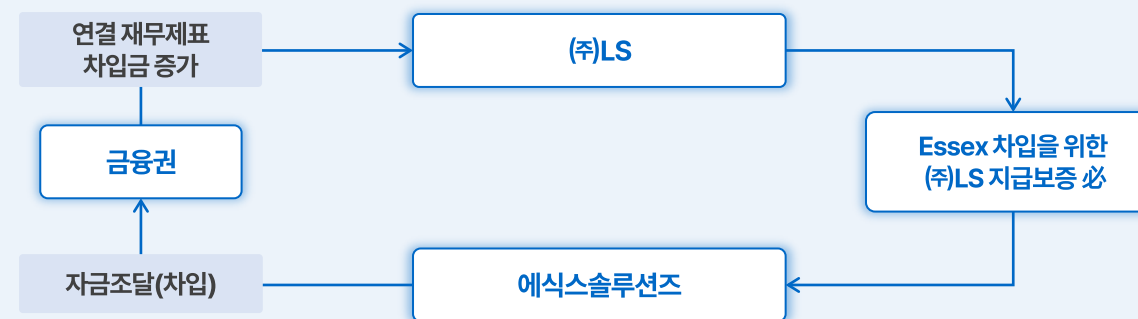 연결 재무제표
차입금 증가
(주)LS
금융권
Essex 차입을 위한
(주)LS 지급보증 必
자금조달(차입)
에식스솔루션즈